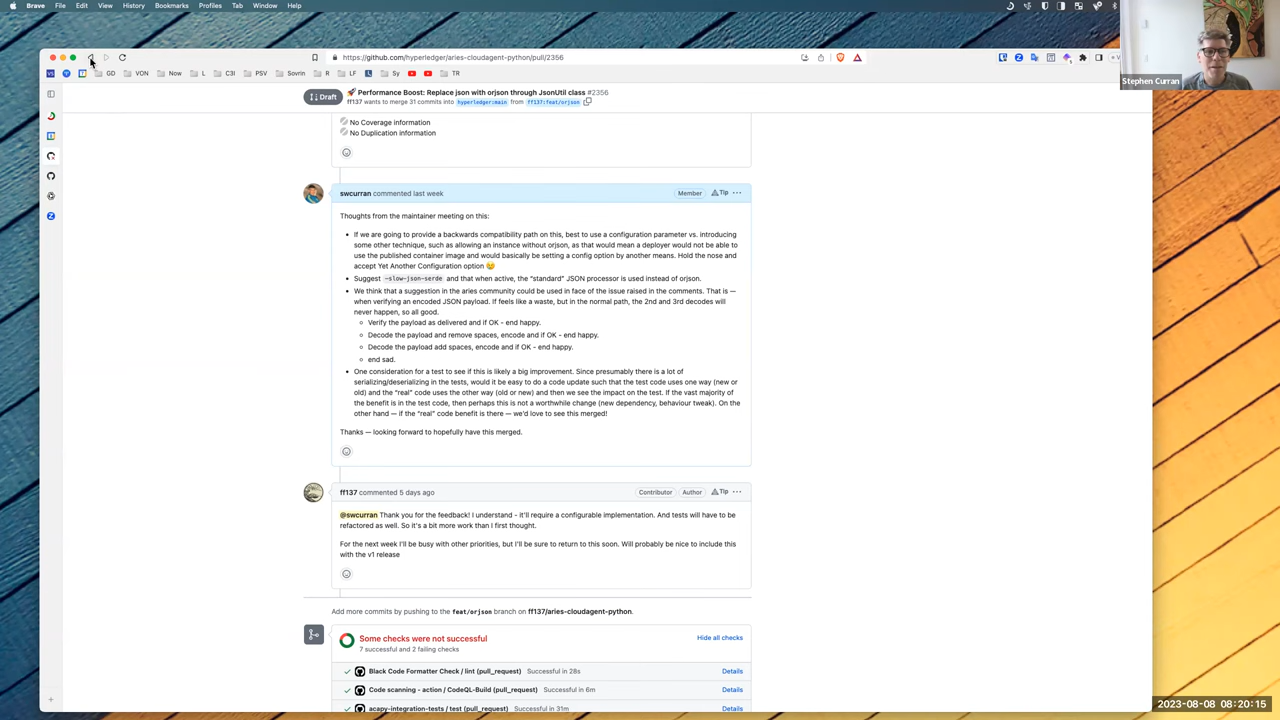 Brave File Edit View History Bookmarks Profiles Tab Window Help
https://github.com/hyperledger/aries-cloudagent-python/pull/2356
GD VON Now L C3I PSV Sovrin R LF Sy TR
Stephen Curran
Draft
🚀 Performance Boost: Replace json with orjson through JsonUtil class #2356
ff137 wants to merge 31 commits into hyperledger:main from ff137:feat/orjson
No Coverage information
No Duplication information
swcurran commented last week Member Tip ···
Thoughts from the maintainer meeting on this:
• If we are going to provide a backwards compatibility path on this, best to use a configuration parameter vs. introducing
some other technique, such as allowing an instance without orjson, as that would mean a deployer would not be able to
use the published container image and would basically be setting a config option by another means. Hold the nose and
accept Yet Another Configuration option 😉
• Suggest —slow-json-serde and that when active, the "standard" JSON processor is used instead of orjson.
• We think that a suggestion in the aries community could be used in face of the issue raised in the comments. That is —
when verifying an encoded JSON payload. If feels like a waste, but in the normal path, the 2nd and 3rd decodes will
never happen, so all good.
Verify the payload as delivered and if OK - end happy.
Decode the payload and remove spaces, encode and if OK - end happy.
Decode the payload add spaces, encode and if OK - end happy.
end sad.
• One consideration for a test to see if this is likely a big improvement. Since presumably there is a lot of
serializing/deserializing in the tests, would it be easy to do a code update such that the test code uses one way (new or
old) and the "real" code uses the other way (old or new) and then we see the impact on the test. If the vast majority of
the benefit is in the test code, then perhaps this is not a worthwhile change (new dependency, behaviour tweak). On the
other hand — if the "real" code benefit is there — we'd love to see this merged!
Thanks — looking forward to hopefully have this merged.
ff137 commented 5 days ago Contributor Author Tip ···
@swcurran Thank you for the feedback! I understand - it'll require a configurable implementation. And tests will have to be
refactored as well. So it's a bit more work than I first thought.
For the next week I'll be busy with other priorities, but I'll be sure to return to this soon. Will probably be nice to include this
with the v1 release
Add more commits by pushing to the feat/orjson branch on ff137/aries-cloudagent-python.
Some checks were not successful Hide all checks
7 successful and 2 failing checks
Black Code Formatter Check / lint (pull_request) Successful in 28s Details
Code scanning - action / CodeQL-Build (pull_request) Successful in 6m Details
acapy-integration-tests / test (pull_request) Successful in 31m Details
2023-08-08 08:20:15